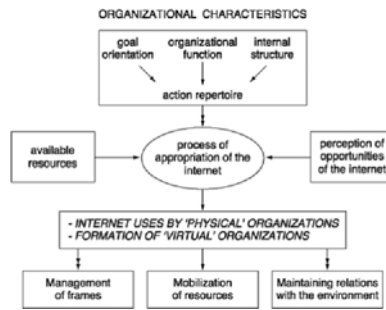 ORGANIZATIONAL CHARACTERISTICS
goal
orientation
organizational
function
internal
structure
action repertoire
available
resources
process of
appropriation of the
internet
perception of
opportunities
of the internet
- INTERNET USES BY 'PHYSICAL' ORGANIZATIONS
- FORMATION OF 'VIRTUAL' ORGANIZATIONS
Management
of frames
Mobilization
of resources
Maintaining relations
with the environment